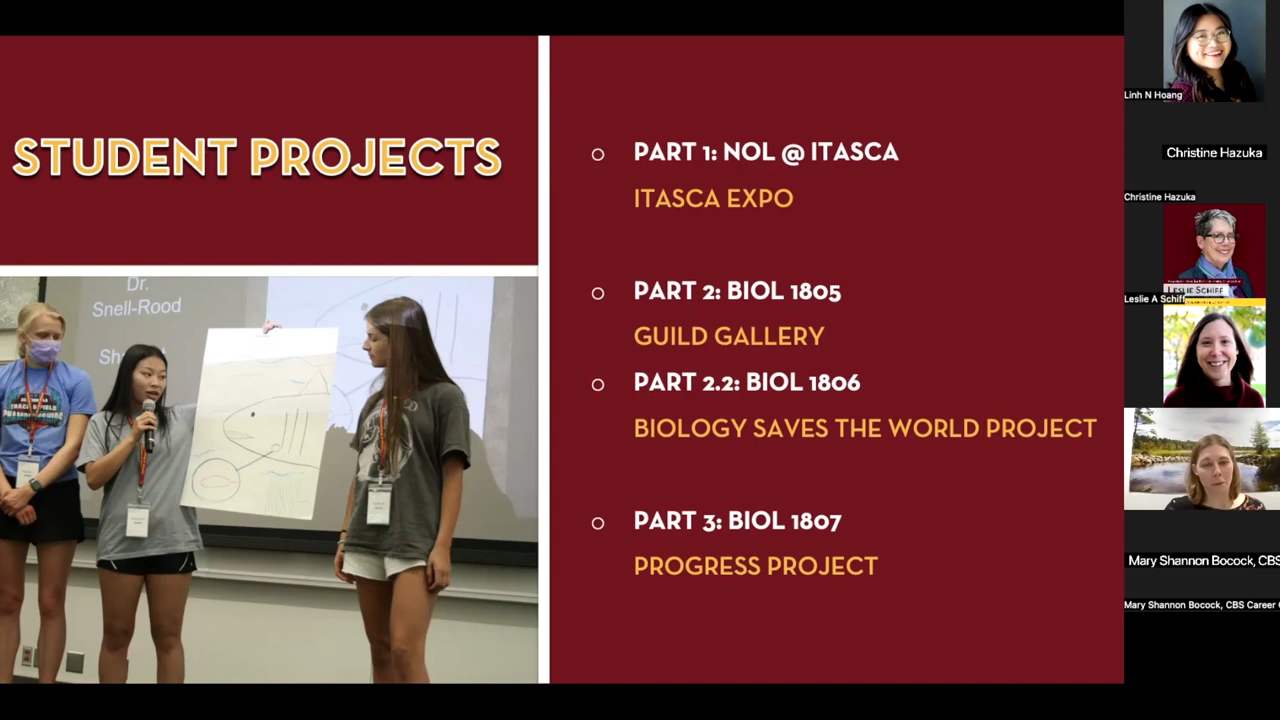 STUDENT PROJECTS
Dr.
Snell-Rood
PART 1: NOL @ ITASCA
ITASCA EXPO
PART 2: BIOL 1805
GUILD GALLERY
PART 2.2: BIOL 1806
BIOLOGY SAVES THE WORLD PROJECT
PART 3: BIOL 1807
PROGRESS PROJECT
Linh N Hoang
Christine Hazuka
Christine Hazuka
LESLIE SCHIFF
Leslie A Schiff
Mary Shannon Bocock, CBS
Mary Shannon Bocock, CBS Career